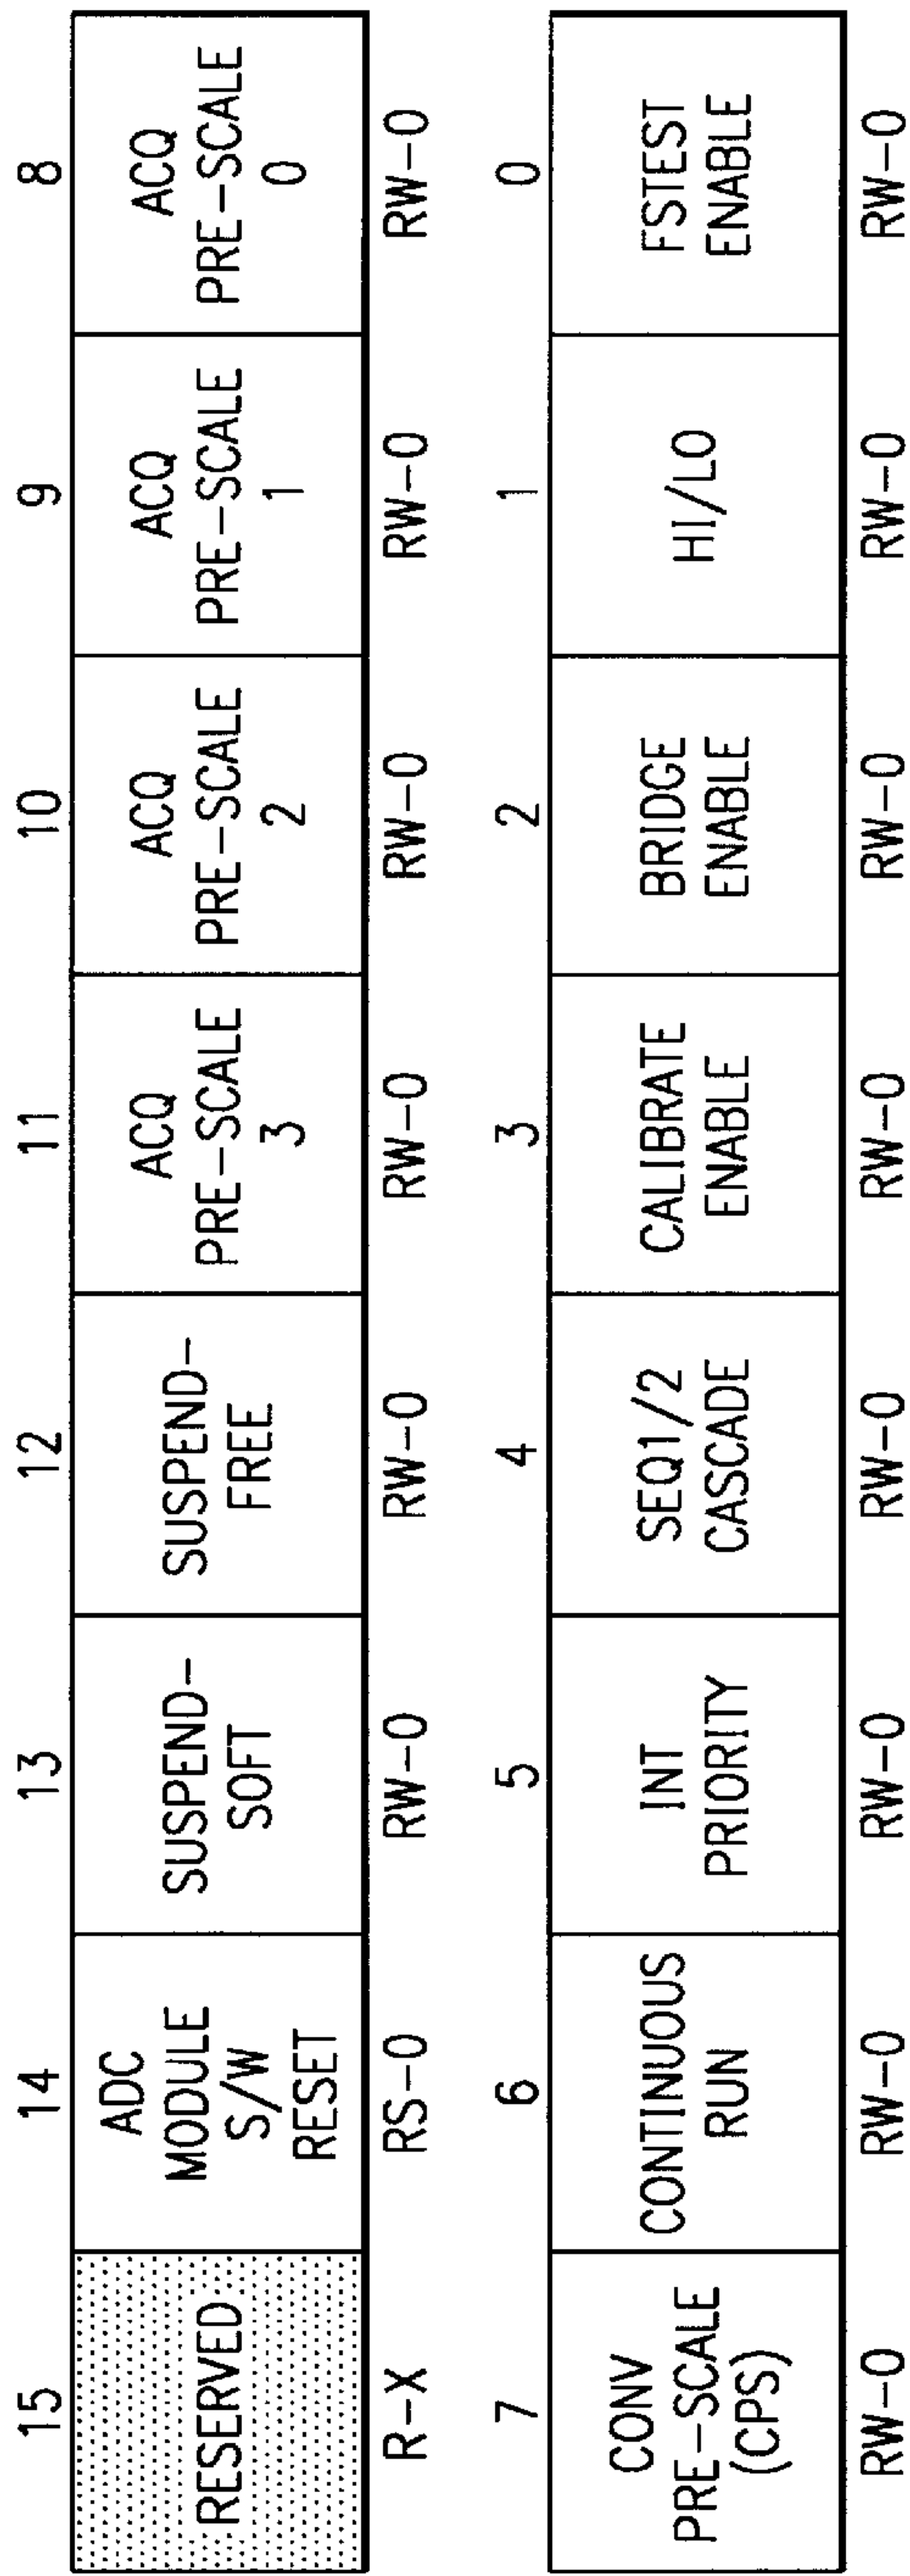 15 14 13 12 11 10 9 8
RESERVED
ADC
MODULE
S/W
RESET
SUSPEND-
SOFT
SUSPEND-
FREE
ACQ
PRE-SCALE
3
ACQ
PRE-SCALE
2
ACQ
PRE-SCALE
1
ACQ
PRE-SCALE
0
R-X RS-0 RW-0 RW-0 RW-0 RW-0 RW-0 RW-0
7 6 5 4 3 2 1 0
CONV
PRE-SCALE
(CPS)
CONTINUOUS
RUN
INT
PRIORITY
SEQ1/2
CASCADE
CALIBRATE
ENABLE
BRIDGE
ENABLE
HI/LO
FSTEST
ENABLE
RW-0 RW-0 RW-0 RW-0 RW-0 RW-0 RW-0 RW-0